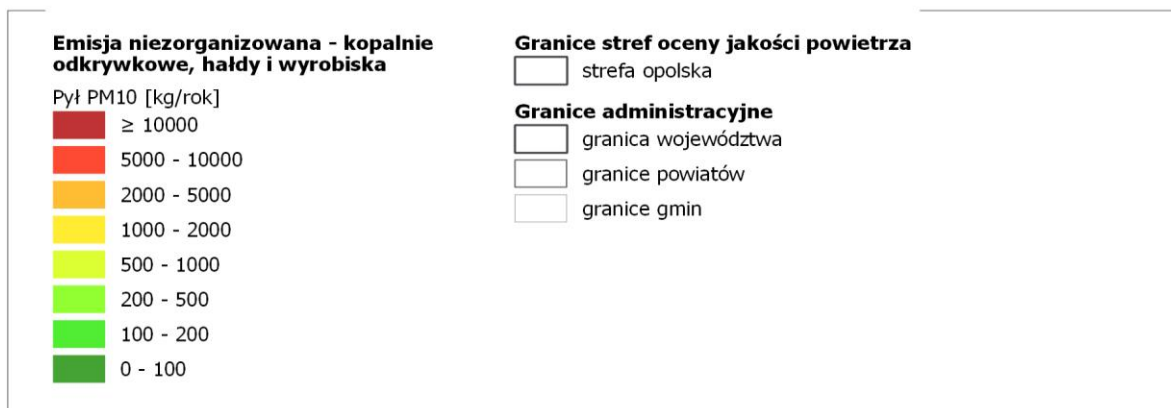 Emisja niezorganizowana - kopalnie
odkrywkowe, hałdy i wyrobiska
Pył PM10 [kg/rok]
≥ 10000
5000 - 10000
2000 - 5000
1000 - 2000
500 - 1000
200 - 500
100 - 200
0 - 100
Granice stref oceny jakości powietrza
strefa opolska
Granice administracyjne
granica województwa
granice powiatów
granice gmin